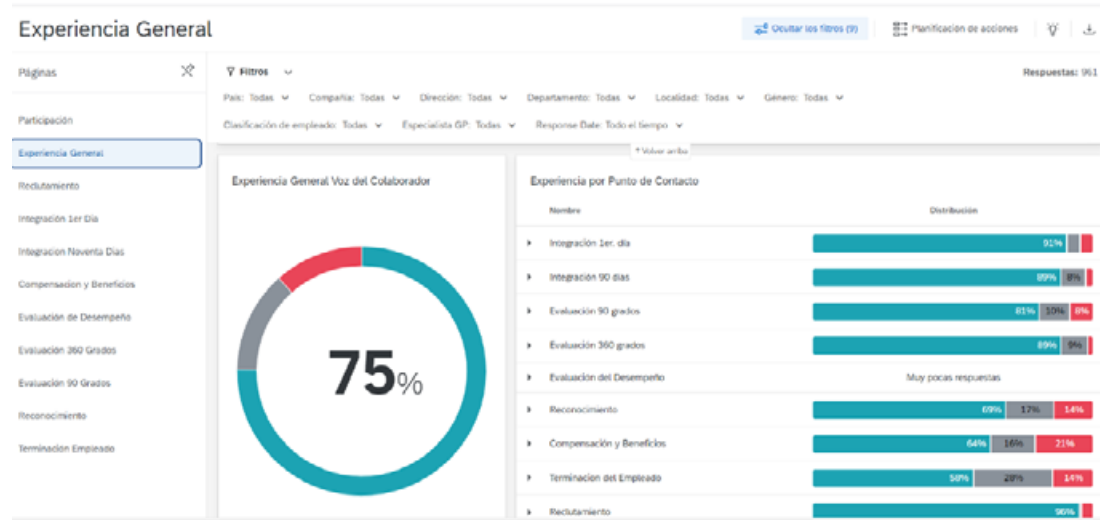 Experiencia General
Ocultar los filtros (9)
Planificación de acciones
Páginas
Filtros
Respuestas: 961
País: Todas
Compañía: Todas
Dirección: Todas
Departamento: Todas
Localidad: Todas
Género: Todas
Clasificación de empleado: Todas
Especialista GP: Todas
Response Date: Todo el tiempo
Volver arriba
Participación
Experiencia General
Reclutamiento
Integración 1er Día
Integracion Noventa Dias
Compensacion y Beneficios
Evaluación de Desempeño
Evaluación 360 Grados
Evaluación 90 Grados
Reconocimiento
Terminación Empleado
Experiencia General Voz del Colaborador
75%
Experiencia por Punto de Contacto
Nombre Distribución
Integración 1er. día 91%
Integración 90 días 89% 8%
Evaluación 90 grados 81% 10% 8%
Evaluación 360 grados 89% 9%
Evaluación del Desempeño Muy pocas respuestas
Reconocimiento 69% 17% 14%
Compensación y Beneficios 64% 16% 21%
Terminacion del Empleado 58% 28% 14%
Reclutamiento 96%